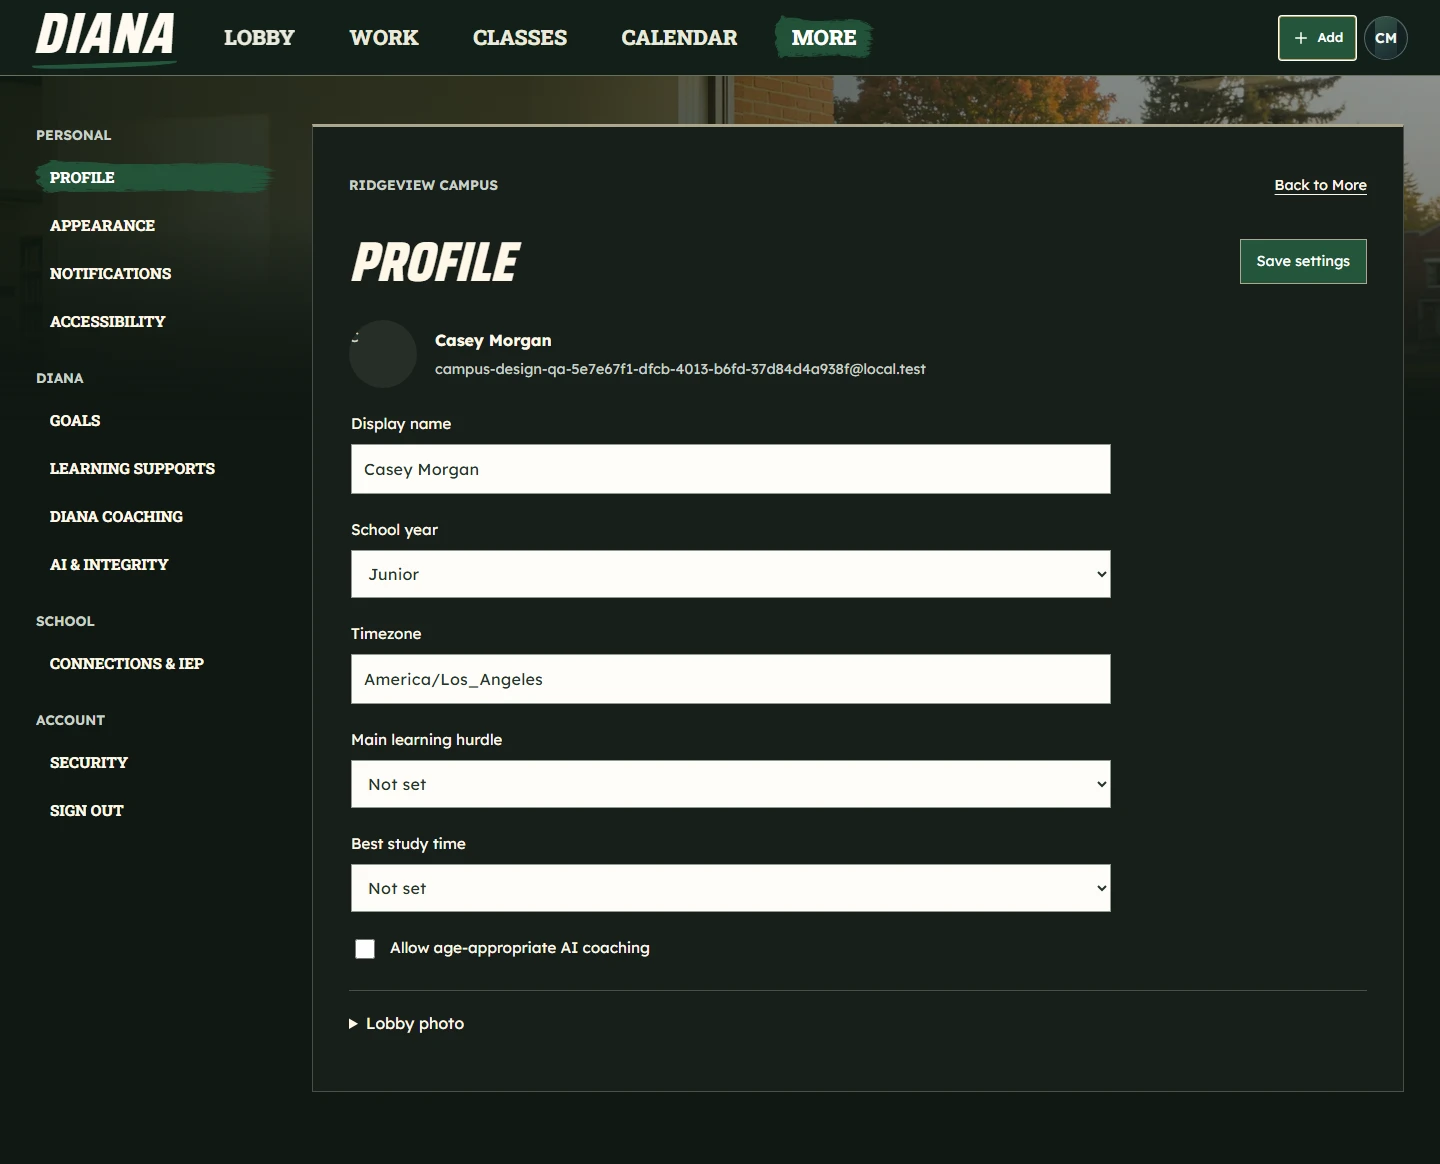 DIANA
LOBBY
WORK
CLASSES
CALENDAR
MORE
+ Add
CM
PERSONAL
PROFILE
APPEARANCE
NOTIFICATIONS
ACCESSIBILITY
DIANA
GOALS
LEARNING SUPPORTS
DIANA COACHING
AI & INTEGRITY
SCHOOL
CONNECTIONS & IEP
ACCOUNT
SECURITY
SIGN OUT
RIDGEVIEW CAMPUS
Back to More
PROFILE
Save settings
Casey Morgan
campus-design-qa-5e7e67f1-dfcb-4013-b6fd-37d84d4a938f@local.test
Display name
Casey Morgan
School year
Junior
Timezone
America/Los_Angeles
Main learning hurdle
Not set
Best study time
Not set
Allow age-appropriate AI coaching
Lobby photo